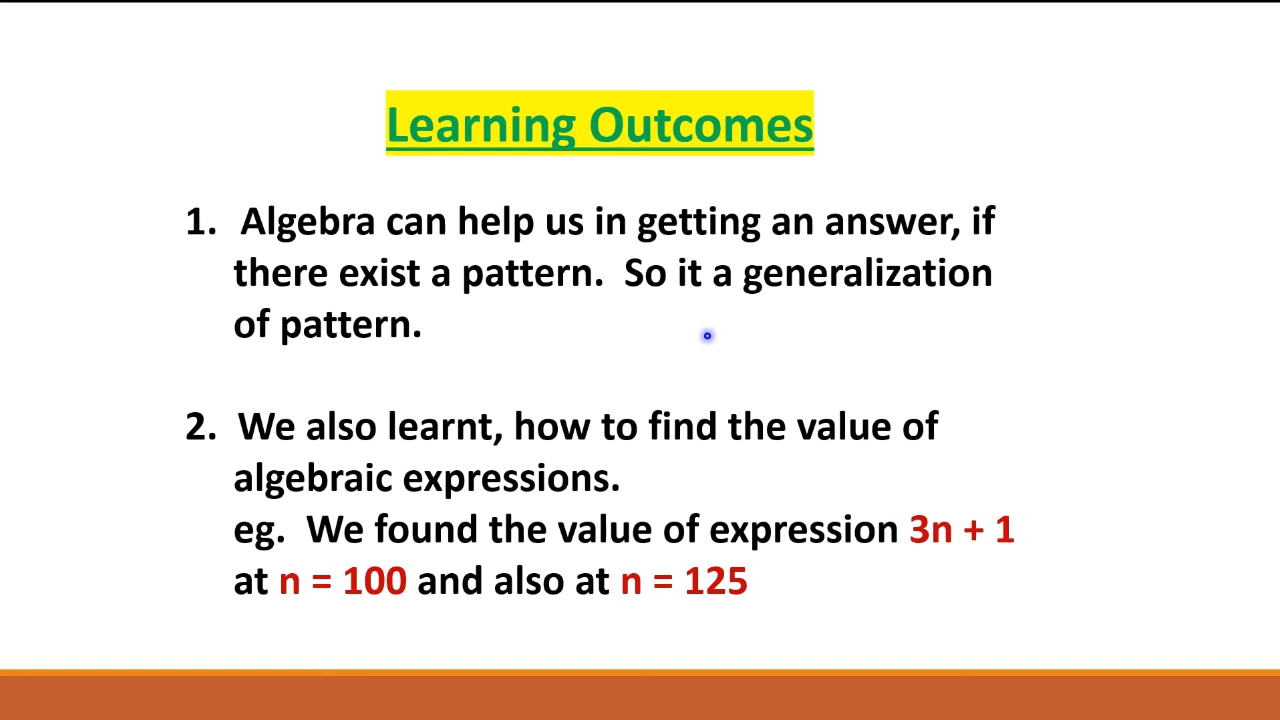 Learning Outcomes
1. Algebra can help us in getting an answer, if
there exist a pattern. So it a generalization
of pattern.
2. We also learnt, how to find the value of
algebraic expressions.
eg. We found the value of expression 3n + 1
at n = 100 and also at n = 125